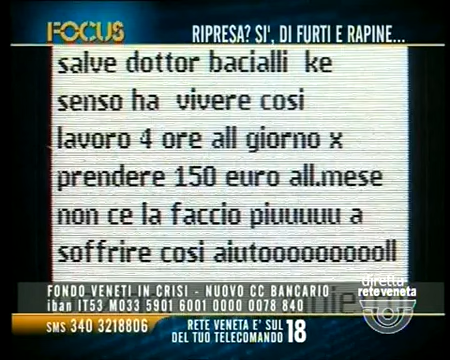 FOCUS
RIPRESA? SI', DI FURTI E RAPINE...
salve dottor bacialli ke
senso ha vivere cosi
lavoro 4 ore all giorno x
prendere 150 euro all.mese
non ce la faccio piuuuuu a
soffrire cosi aiutoooooooooll
diretta
reteveneta
FONDO VENETI IN CRISI - NUOVO CC BANCARIO
iban IT53 M033 5901 6001 0000 0078 840
SMS 340 3218806
RETE VENETA E' SUL 18
DEL TUO TELECOMANDO